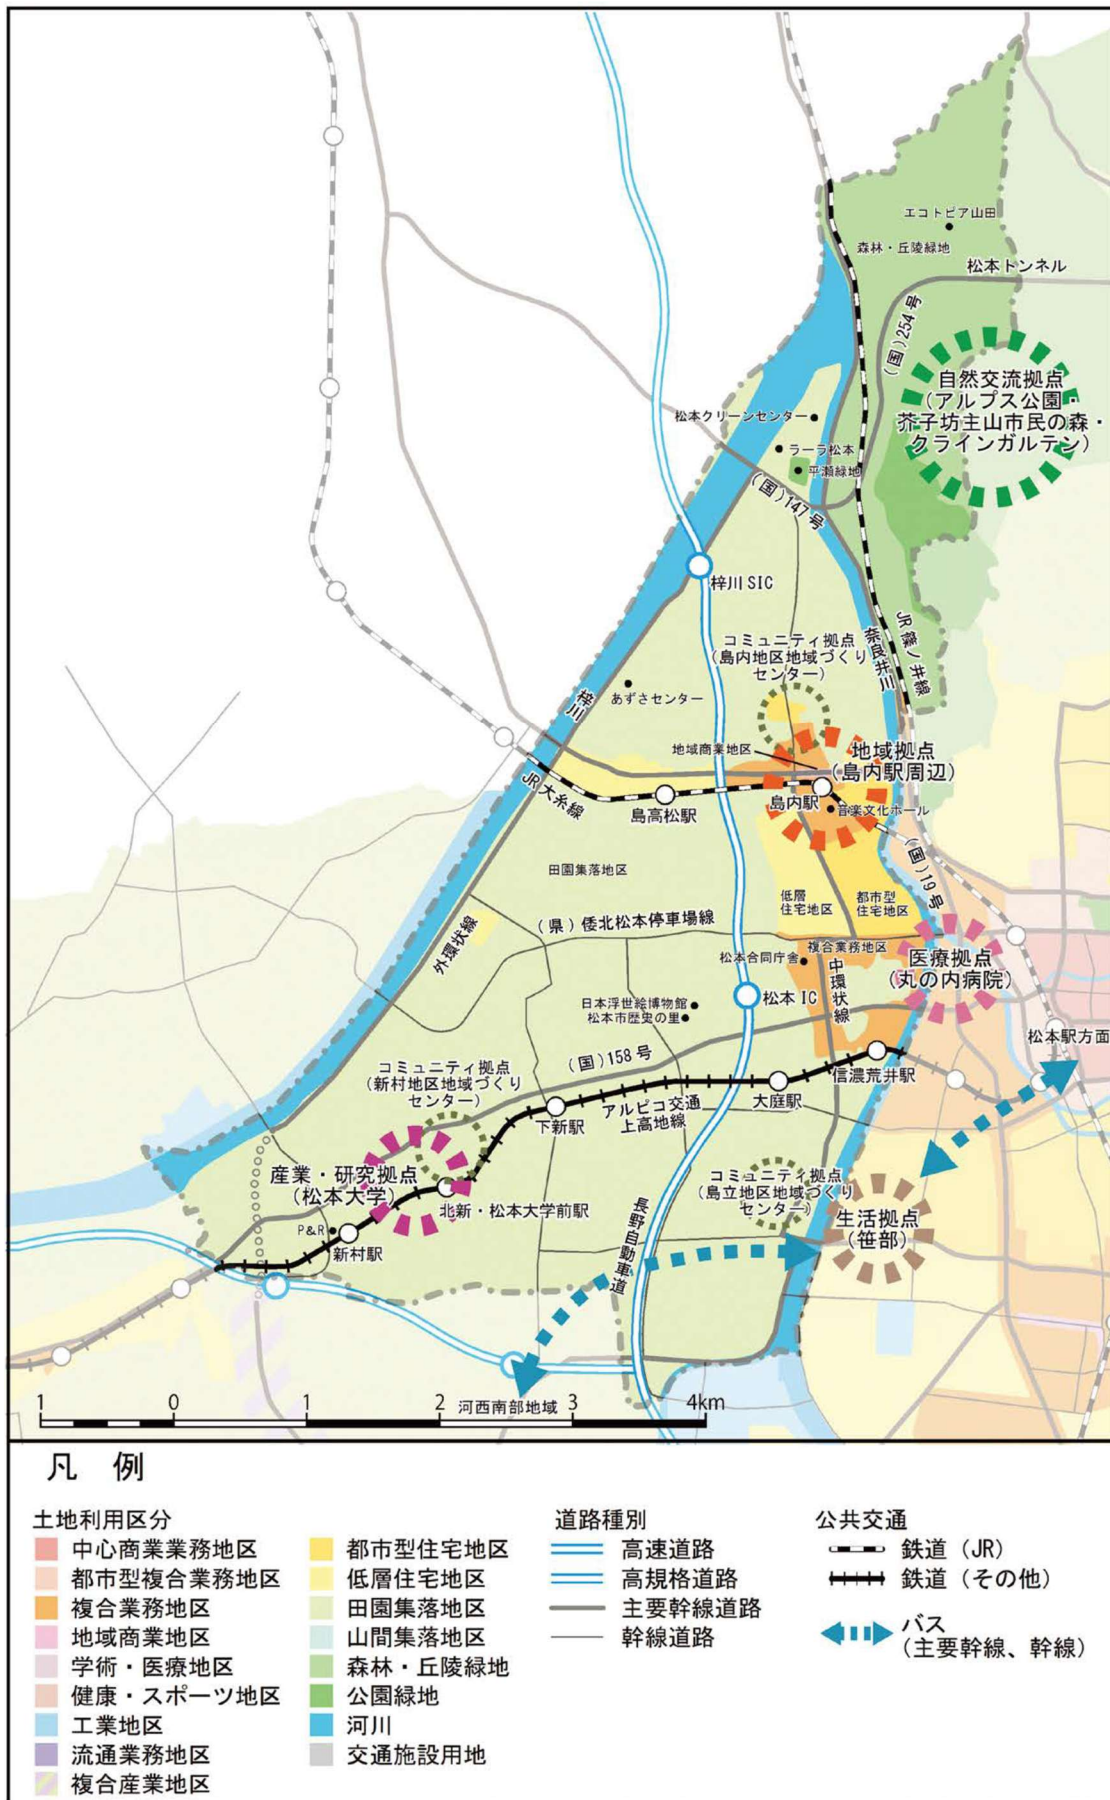 エコトピア山田
森林・丘陵緑地
松本トンネル
(国)254号
自然交流拠点
(アルプス公園・
芥子坊主山市民の森・
クラインガルテン)
松本クリーンセンター
ラーラ松本
平瀬緑地
(国)147号
梓川 SIC
コミュニティ拠点
(島内地区地域づくり
センター)
奈良井川
JR篠ノ井線
あずさセンター
梓川
地域商業地区
地域拠点
(島内駅周辺)
JR大糸線
島高松駅
島内駅
音楽文化ホール
(国)19号
田園集落地区
低層
住宅地区
都市型
住宅地区
外環状線
(県)倭北松本停車場線
複合業務地区
松本合同庁舎
中環状線
医療拠点
(丸の内病院)
日本浮世絵博物館
松本市歴史の里
松本 IC
松本駅方面
(国)158号
コミュニティ拠点
(新村地区地域づくり
センター)
信濃荒井駅
大庭駅
下新駅
アルピコ交通
上高地線
産業・研究拠点
(松本大学)
北新・松本大学前駅
コミュニティ拠点
(島立地区地域づくり
センター)
生活拠点
(笹部)
P&R
新村駅
長野自動車道
河西南部地域
1 0 1 2 3 4km
凡 例
土地利用区分
中心商業業務地区
都市型複合業務地区
複合業務地区
地域商業地区
学術・医療地区
健康・スポーツ地区
工業地区
流通業務地区
複合産業地区
都市型住宅地区
低層住宅地区
田園集落地区
山間集落地区
森林・丘陵緑地
公園緑地
河川
交通施設用地
道路種別
高速道路
高規格道路
主要幹線道路
幹線道路
公共交通
鉄道(JR)
鉄道(その他)
バス
(主要幹線、幹線)